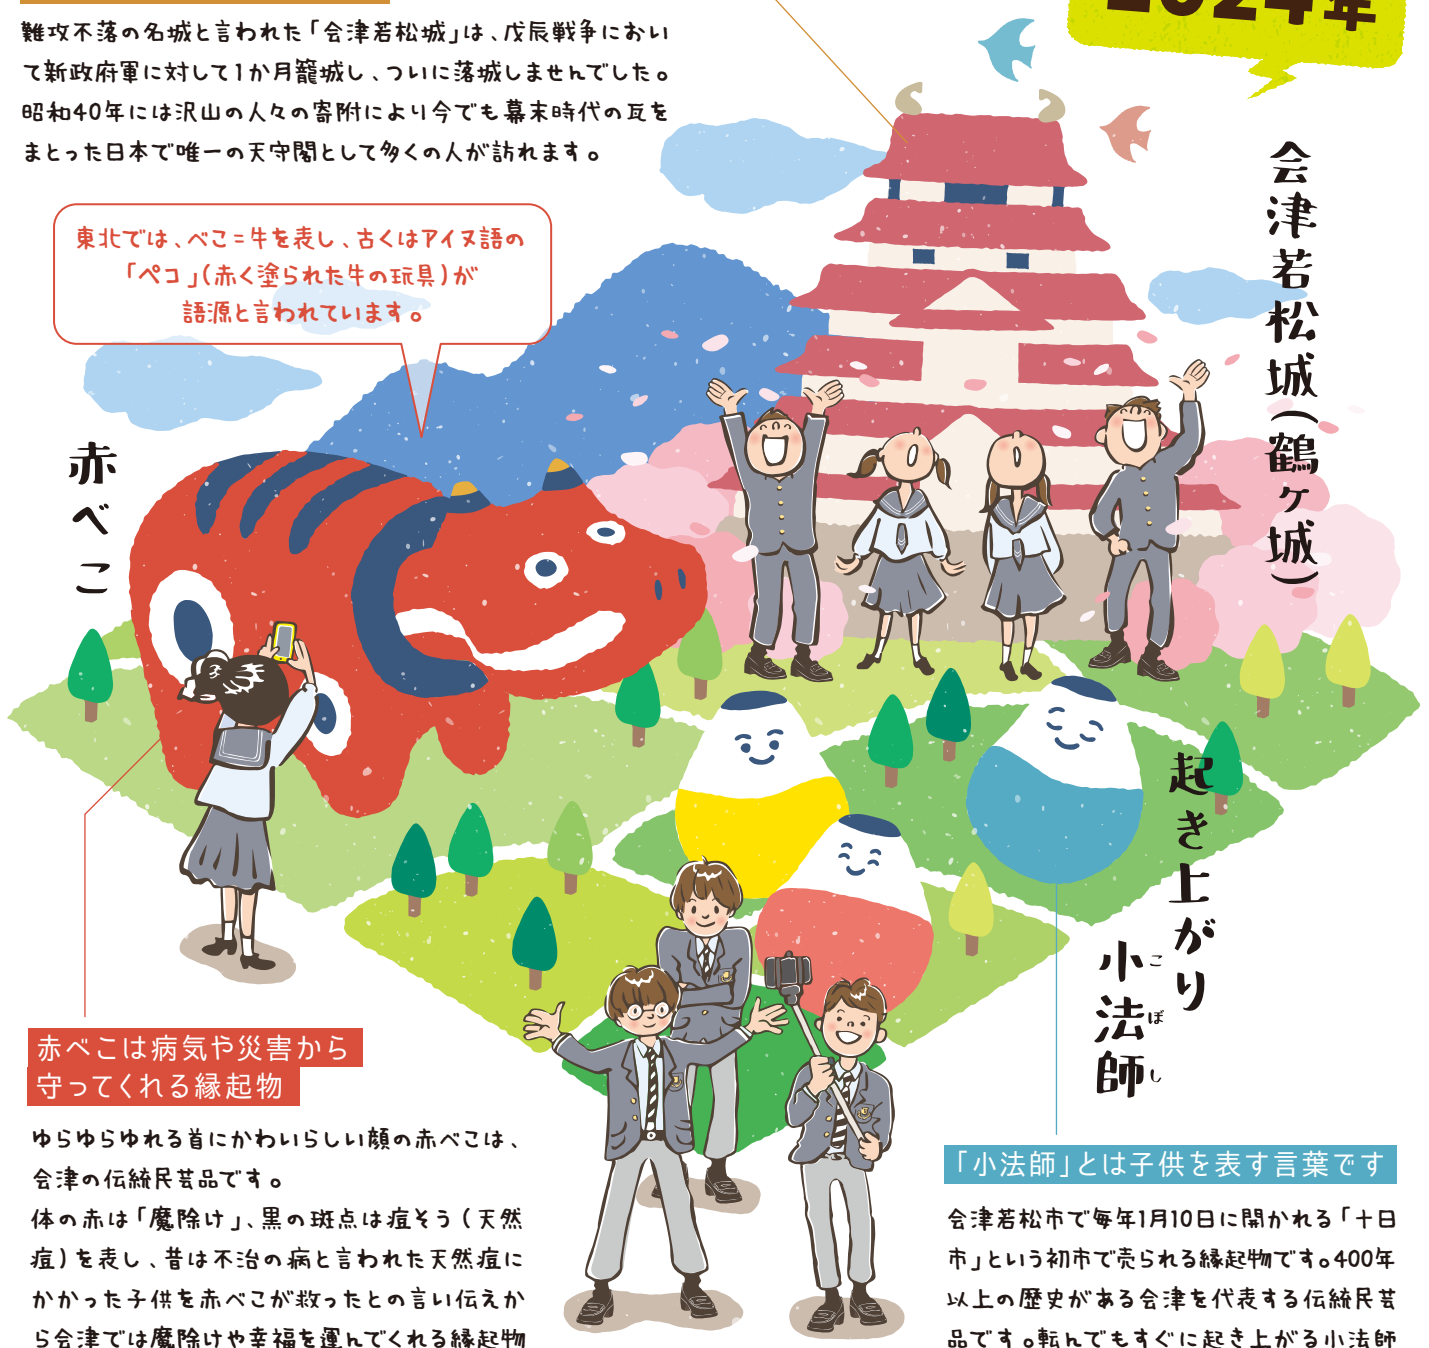 2024年
難攻不落の名城と言われた「会津若松城」は、戊辰戦争におい
て新政府軍に対して1か月籠城し、ついに落城しませんでした。
昭和40年には沢山の人々の寄附により今でも幕末時代の瓦を
まとった日本で唯一の天守閣として多くの人が訪れます。
東北では、べこ=牛を表し、古くはアイヌ語の
「ペコ」(赤く塗られた牛の玩具)が
語源と言われています。
会津若松城(鶴ヶ城)
赤べこ
起き上がり
小法師
こぼし
赤べこは病気や災害から
守ってくれる縁起物
ゆらゆらゆれる首にかわいらしい顔の赤べこは、
会津の伝統民芸品です。
体の赤は「魔除け」、黒の斑点は痘そう(天然
痘)を表し、昔は不治の病と言われた天然痘に
かかった子供を赤べこが救ったとの言い伝えか
ら会津では魔除けや幸福を運んでくれる縁起物
「小法師」とは子供を表す言葉です
会津若松市で毎年1月10日に開かれる「十日
市」という初市で売られる縁起物です。400年
以上の歴史がある会津を代表する伝統民芸
品です。転んでもすぐに起き上がる小法師